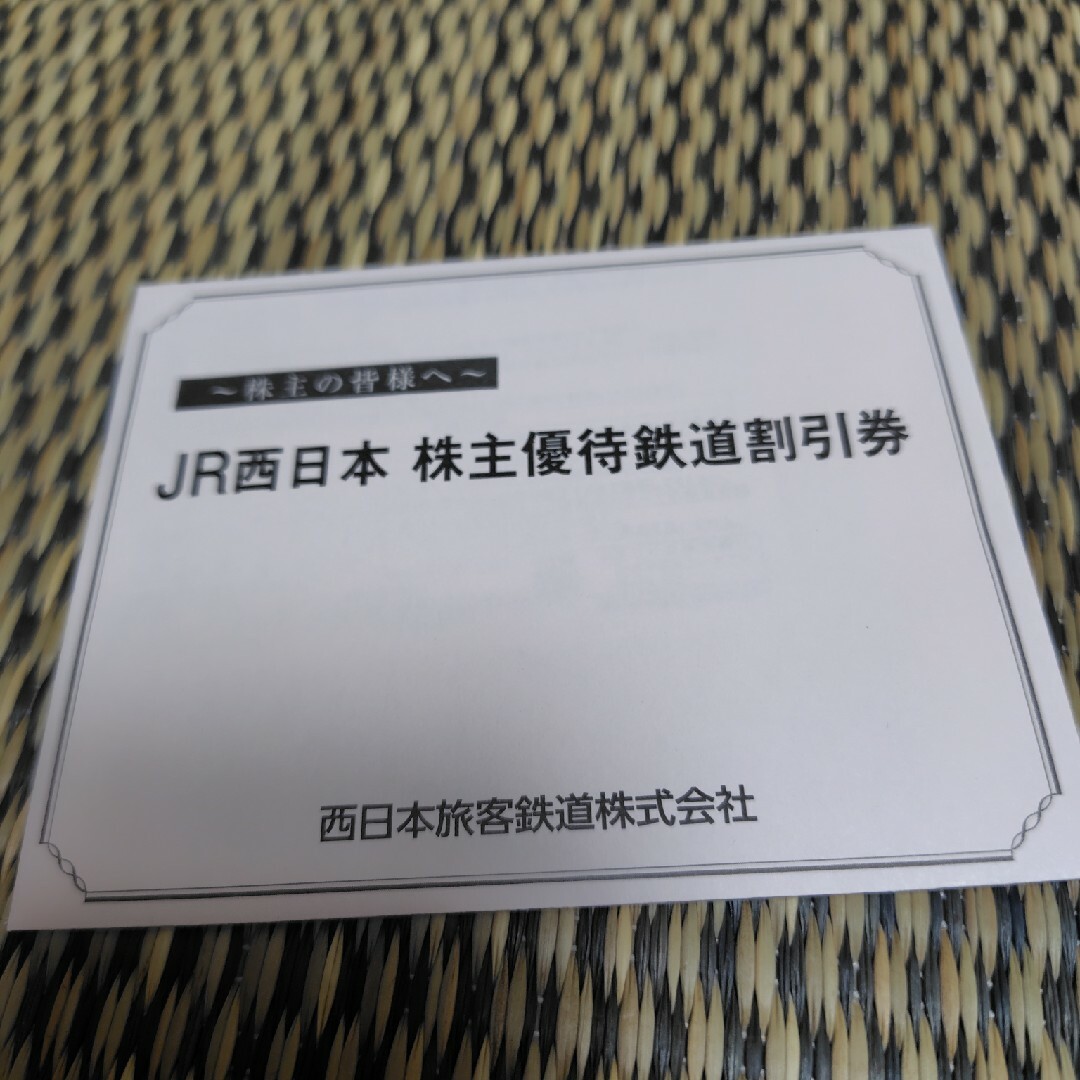 ～株主の皆様へ～
JR西日本 株主優待鉄道割引券
西日本旅客鉄道株式会社